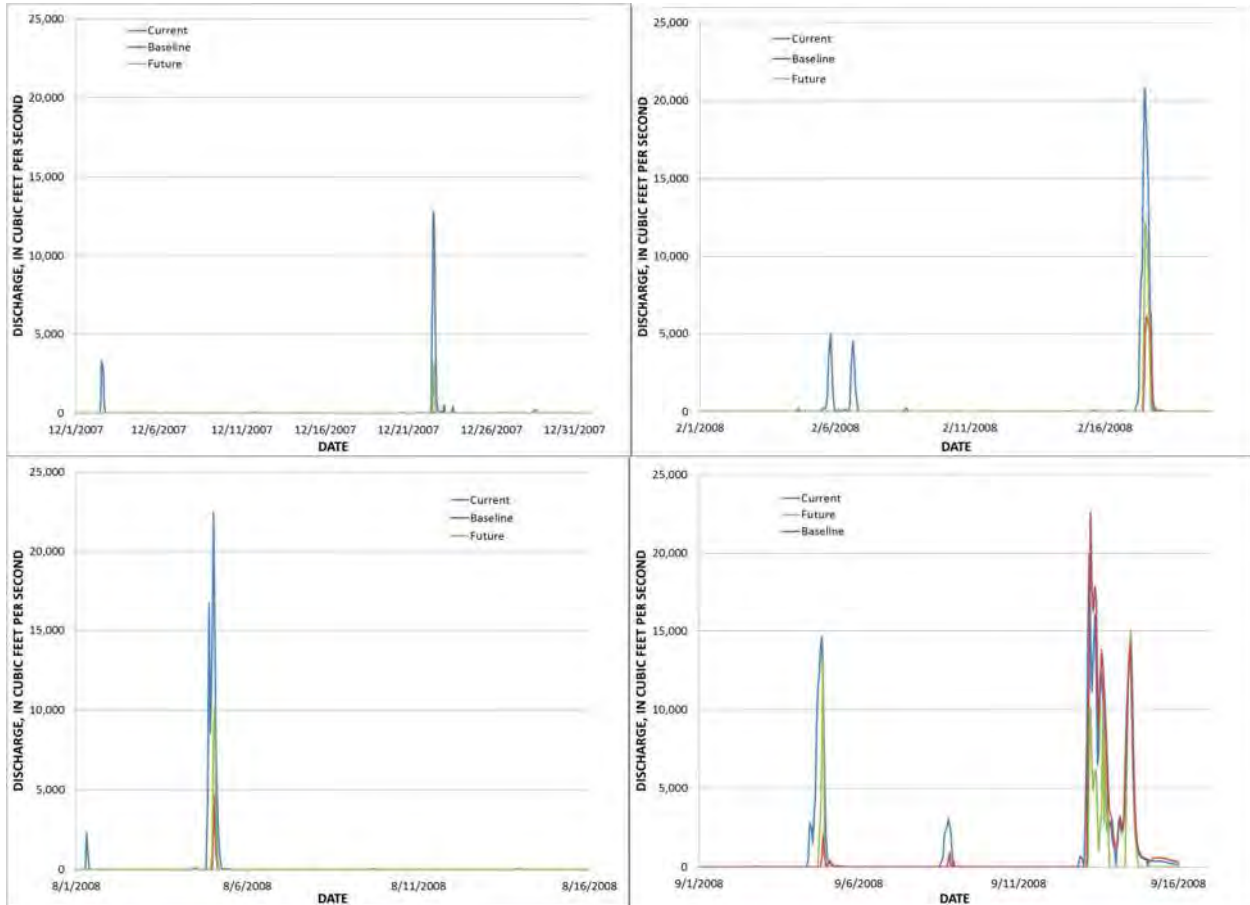 25,000
20,000
15,000
10,000
5,000
0
DISCHARGE, IN CUBIC FEET PER SECOND
Current
Baseline
Future
12/1/2007 12/6/2007 12/11/2007 12/16/2007 12/21/2007 12/26/2007 12/31/2007
DATE
25,000
20,000
15,000
10,000
5,000
0
DISCHARGE, IN CUBIC FEET PER SECOND
Current
Baseline
Future
2/1/2008 2/6/2008 2/11/2008 2/16/2008
DATE
25,000
20,000
15,000
10,000
5,000
0
DISCHARGE, IN CUBIC FEET PER SECOND
Current
Baseline
Future
8/1/2008 8/6/2008 8/11/2008 8/16/2008
DATE
25,000
20,000
15,000
10,000
5,000
0
DISCHARGE, IN CUBIC FEET PER SECOND
Current
Future
Baseline
9/1/2008 9/6/2008 9/11/2008 9/16/2008
DATE